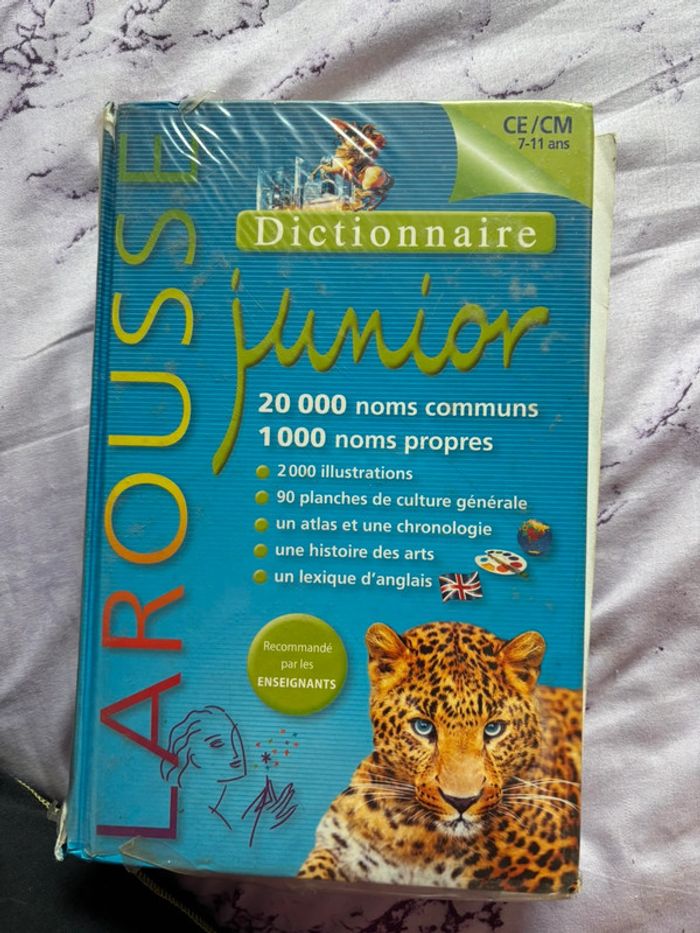 LAROUSSE
CE/CM
7-11 ans
Dictionnaire
junior
20 000 noms communs
1 000 noms propres
2 000 illustrations
90 planches de culture générale
un atlas et une chronologie
une histoire des arts
un lexique d'anglais
Recommandé
par les
ENSEIGNANTS